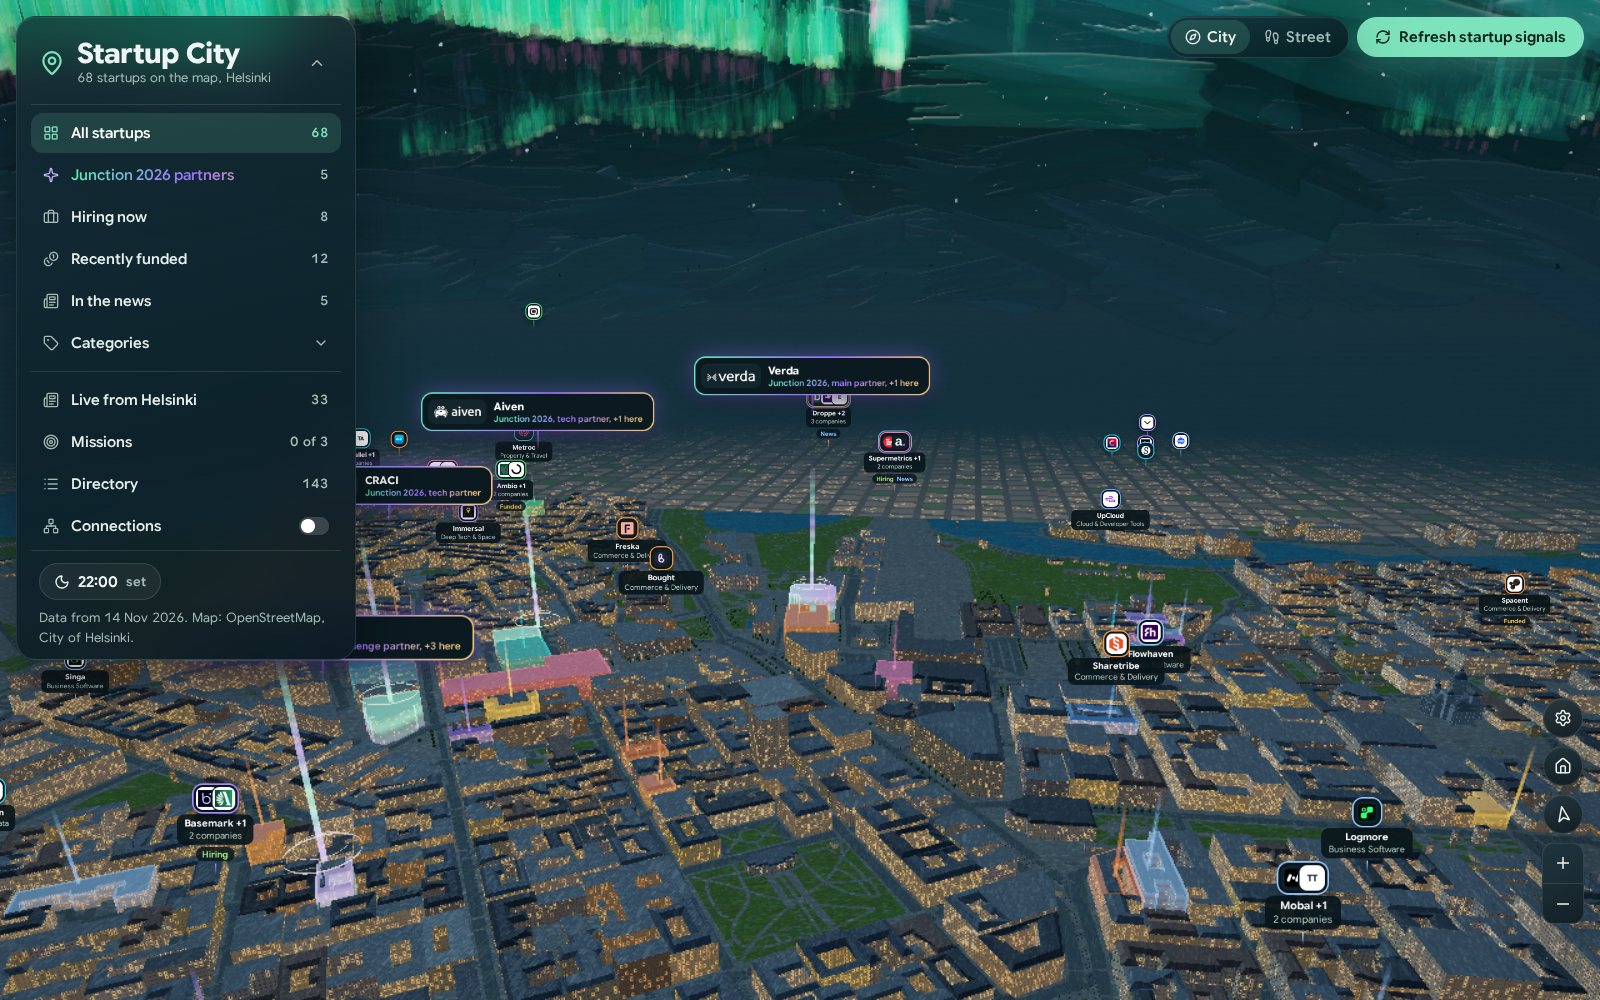 Startup City
68 startups on the map, Helsinki
All startups 68
Junction 2026 partners 5
Hiring now 8
Recently funded 12
In the news 5
Categories
Live from Helsinki 33
Missions 0 of 3
Directory 143
Connections
22:00 set
Data from 14 Nov 2026. Map: OpenStreetMap,
City of Helsinki.
City
Street
Refresh startup signals
verda
Verda
Junction 2026, main partner, +1 here
aiven
Aiven
Junction 2026, tech partner, +1 here
Droppe +2
3 companies
News
Metroc
Property & Travel
Supermetrics +1
2 companies
Hiring News
CRACI
Junction 2026, tech partner
Ambio +1
2 companies
Funded
Immersal
Deep Tech & Space
Freska
Commerce &
Bought
Commerce & Delivery
UpCloud
Cloud & Developer Tools
Spacent
Commerce & Delivery
Funded
Flowhaven
Sharetribe
Commerce & Delivery
partner, +3 here
Singa
Business Software
Basemark +1
2 companies
Hiring
Logmore
Business Software
TT
Mobal +1
2 companies